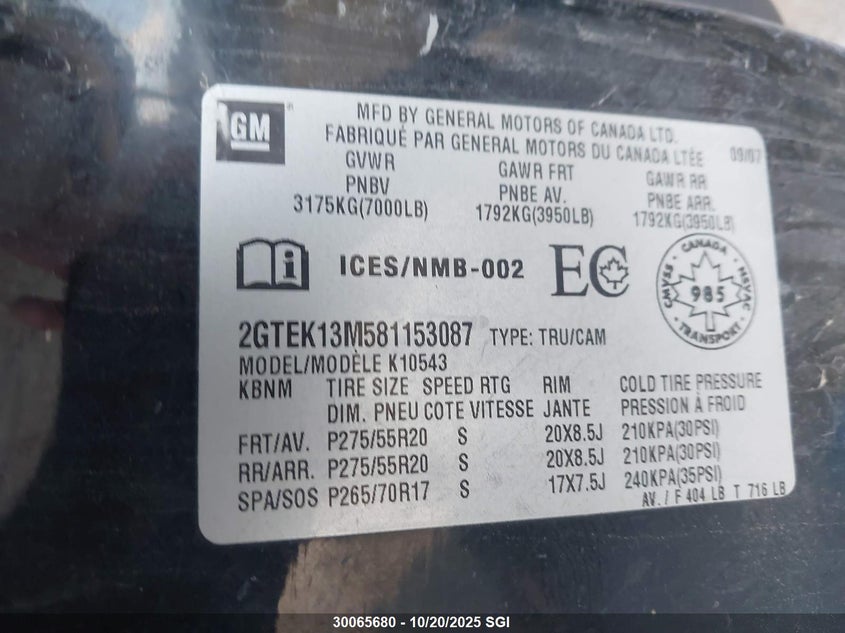 GM
MFD BY GENERAL MOTORS OF CANADA LTD.
FABRIQUÉ PAR GENERAL MOTORS DU CANADA LTÉE 09/07
GVWR GAWR FRT GAWR RR
PNBV PNBE AV. PNBE ARR.
3175KG(7000LB) 1792KG(3950LB) 1792KG(3950LB)
i ICES/NMB-002 EC CANADA CMVSS 985 NSVAC TRANSPORT
2GTEK13M581153087 TYPE: TRU/CAM
MODEL/MODÈLE K10543
KBNM TIRE SIZE SPEED RTG RIM COLD TIRE PRESSURE
DIM. PNEU COTE VITESSE JANTE PRESSION À FROID
FRT/AV. P275/55R20 S 20X8.5J 210KPA(30PSI)
RR/ARR. P275/55R20 S 20X8.5J 210KPA(30PSI)
SPA/SOS P265/70R17 S 17X7.5J 240KPA(35PSI)
AV. / F 404 LB T 716 LB
30065680 - 10/20/2025 SGI